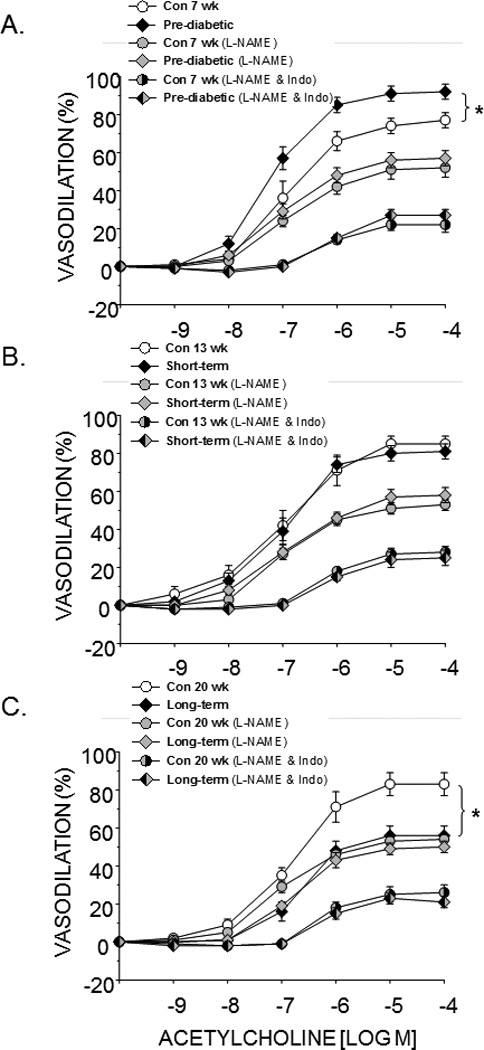 A.
Con 7 wk
Pre-diabetic
Con 7 wk (L-NAME)
Pre-diabetic (L-NAME)
Con 7 wk (L-NAME & Indo)
Pre-diabetic (L-NAME & Indo)
VASODILATION (%)
100
80
60
40
20
0
-20
*
-9 -8 -7 -6 -5 -4
B.
Con 13 wk
Short-term
Con 13 wk (L-NAME)
Short-term (L-NAME)
Con 13 wk (L-NAME & Indo)
Short-term (L-NAME & Indo)
VASODILATION (%)
100
80
60
40
20
0
-20
-9 -8 -7 -6 -5 -4
C.
Con 20 wk
Long-term
Con 20 wk (L-NAME)
Long-term (L-NAME)
Con 20 wk (L-NAME & Indo)
Long-term (L-NAME & Indo)
VASODILATION (%)
100
80
60
40
20
0
-20
*
-9 -8 -7 -6 -5 -4
ACETYLCHOLINE [LOG M]